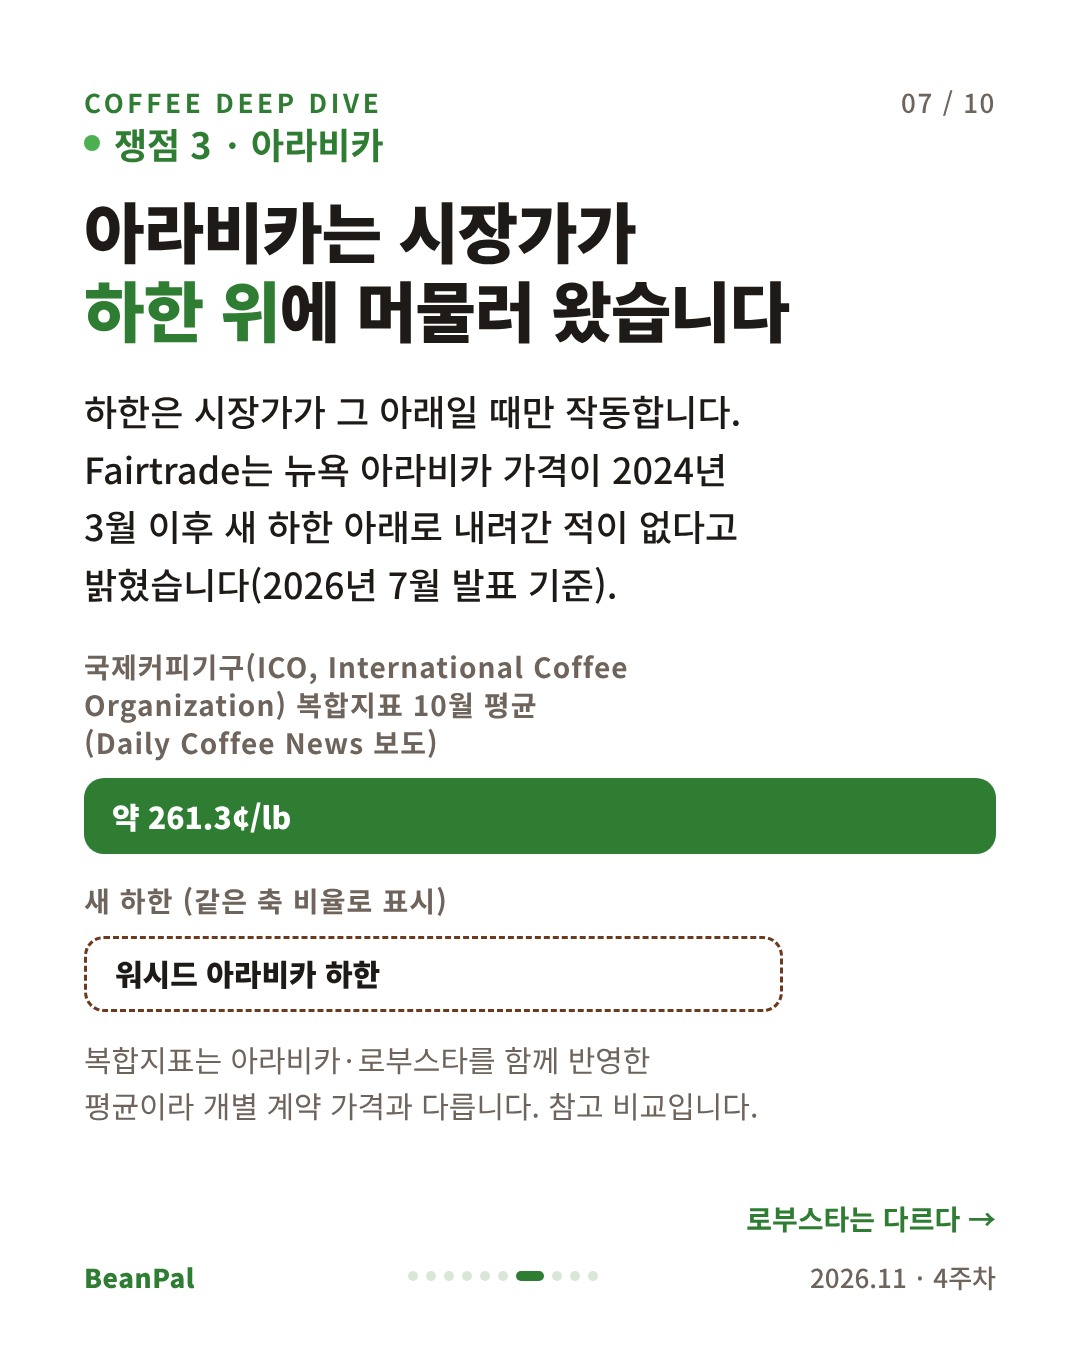 COFFEE DEEP DIVE
07 / 10
쟁점 3 · 아라비카
아라비카는 시장가가
하한 위에 머물러 왔습니다
하한은 시장가가 그 아래일 때만 작동합니다.
Fairtrade는 뉴욕 아라비카 가격이 2024년
3월 이후 새 하한 아래로 내려간 적이 없다고
밝혔습니다(2026년 7월 발표 기준).
국제커피기구(ICO, International Coffee
Organization) 복합지표 10월 평균
(Daily Coffee News 보도)
약 261.3¢/lb
새 하한 (같은 축 비율로 표시)
워시드 아라비카 하한
복합지표는 아라비카·로부스타를 함께 반영한
평균이라 개별 계약 가격과 다릅니다. 참고 비교입니다.
로부스타는 다르다 →
BeanPal
2026.11 · 4주차